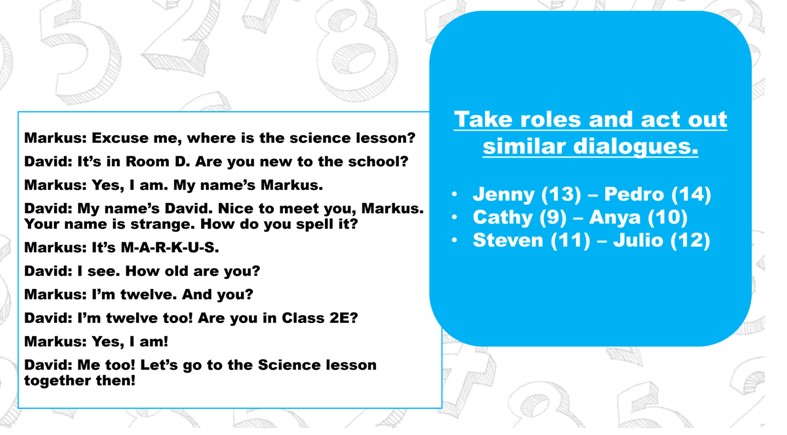 Markus: Excuse me, where is the science lesson?
David: It's in Room D. Are you new to the school?
Markus: Yes, I am. My name's Markus.
David: My name's David. Nice to meet you, Markus.
Your name is strange. How do you spell it?
Markus: It's M-A-R-K-U-S.
David: I see. How old are you?
Markus: I'm twelve. And you?
David: I'm twelve too! Are you in Class 2E?
Markus: Yes, I am!
David: Me too! Let's go to the Science lesson
together then!
Take roles and act out
similar dialogues.
• Jenny (13) – Pedro (14)
• Cathy (9) – Anya (10)
• Steven (11) – Julio (12)